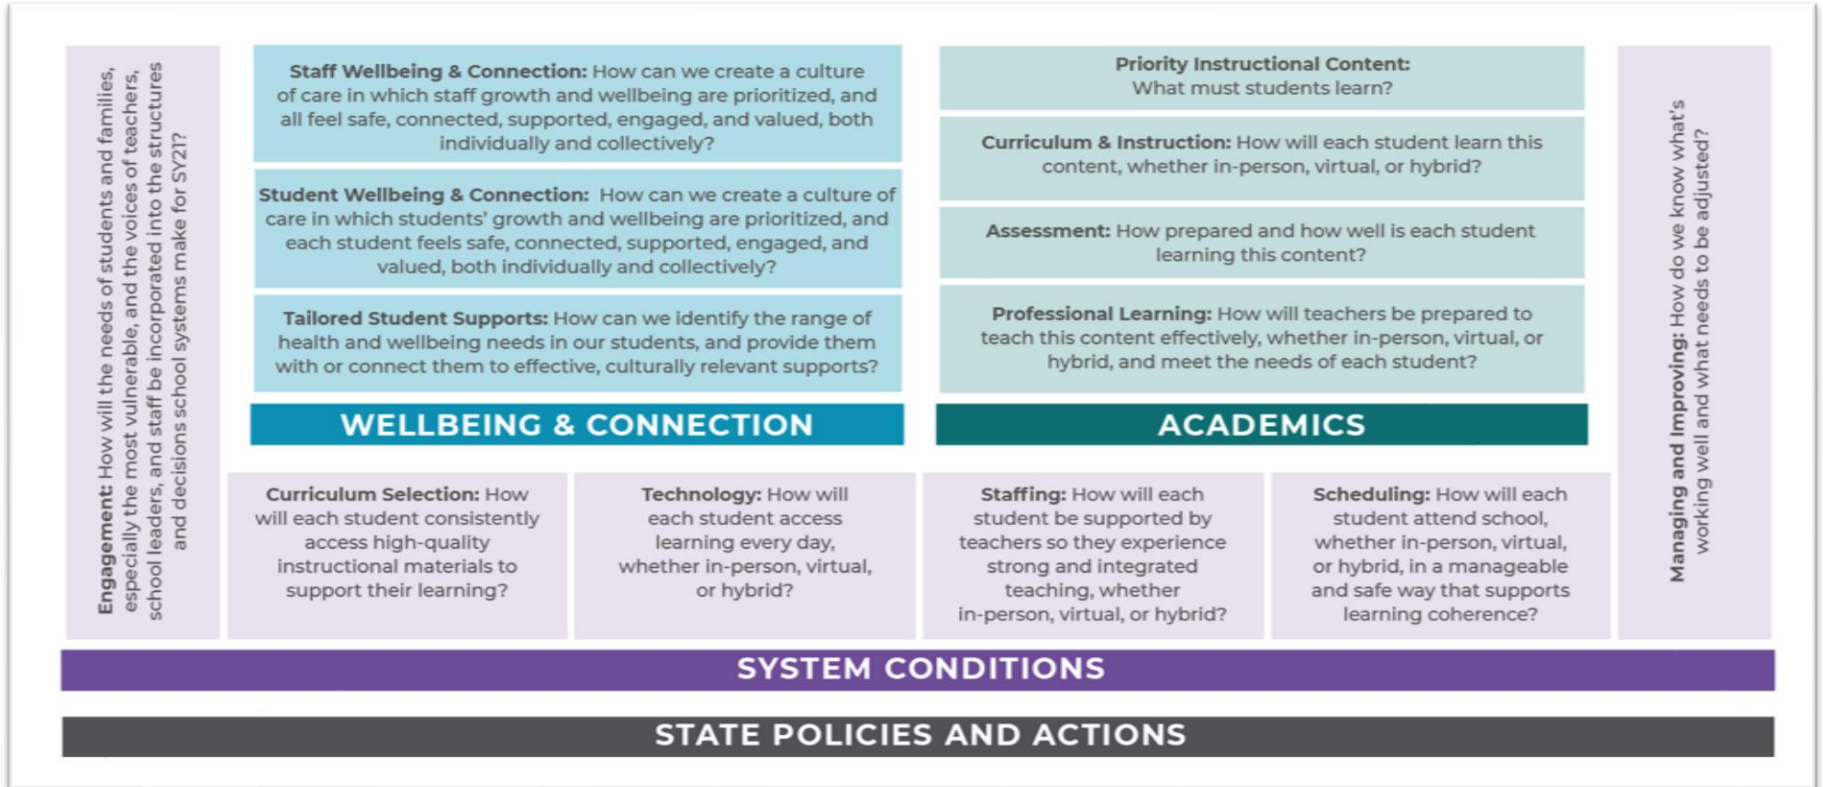 Engagement: How will the needs of students and families,
especially the most vulnerable, and the voices of teachers,
school leaders, and staff be incorporated into the structures
and decisions school systems make for SY21?
Staff Wellbeing & Connection: How can we create a culture
of care in which staff growth and wellbeing are prioritized, and
all feel safe, connected, supported, engaged, and valued, both
individually and collectively?
Student Wellbeing & Connection: How can we create a culture of
care in which students' growth and wellbeing are prioritized, and
each student feels safe, connected, supported, engaged, and
valued, both individually and collectively?
Tailored Student Supports: How can we identify the range of
health and wellbeing needs in our students, and provide them
with or connect them to effective, culturally relevant supports?
WELLBEING & CONNECTION
Priority Instructional Content:
What must students learn?
Curriculum & Instruction: How will each student learn this
content, whether in-person, virtual, or hybrid?
Assessment: How prepared and how well is each student
learning this content?
Professional Learning: How will teachers be prepared to
teach this content effectively, whether in-person, virtual, or
hybrid, and meet the needs of each student?
ACADEMICS
Curriculum Selection: How
will each student consistently
access high-quality
instructional materials to
support their learning?
Technology: How will
each student access
learning every day,
whether in-person, virtual,
or hybrid?
Staffing: How will each
student be supported by
teachers so they experience
strong and integrated
teaching, whether
in-person, virtual, or hybrid?
Scheduling: How will each
student attend school,
whether in-person, virtual,
or hybrid, in a manageable
and safe way that supports
learning coherence?
Managing and Improving: How do we know what's
working well and what needs to be adjusted?
SYSTEM CONDITIONS
STATE POLICIES AND ACTIONS